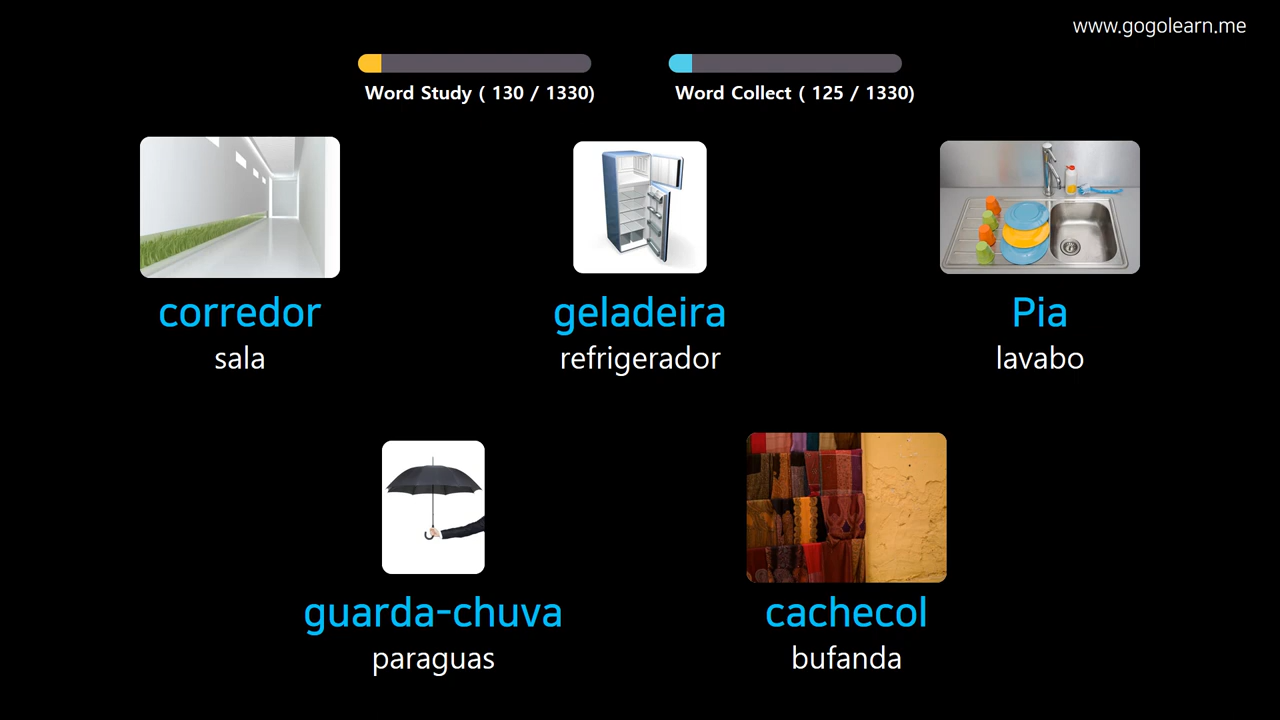 www.gogolearn.me
Word Study ( 130 / 1330)
Word Collect ( 125 / 1330)
corredor
sala
geladeira
refrigerador
Pia
lavabo
guarda-chuva
paraguas
cachecol
bufanda